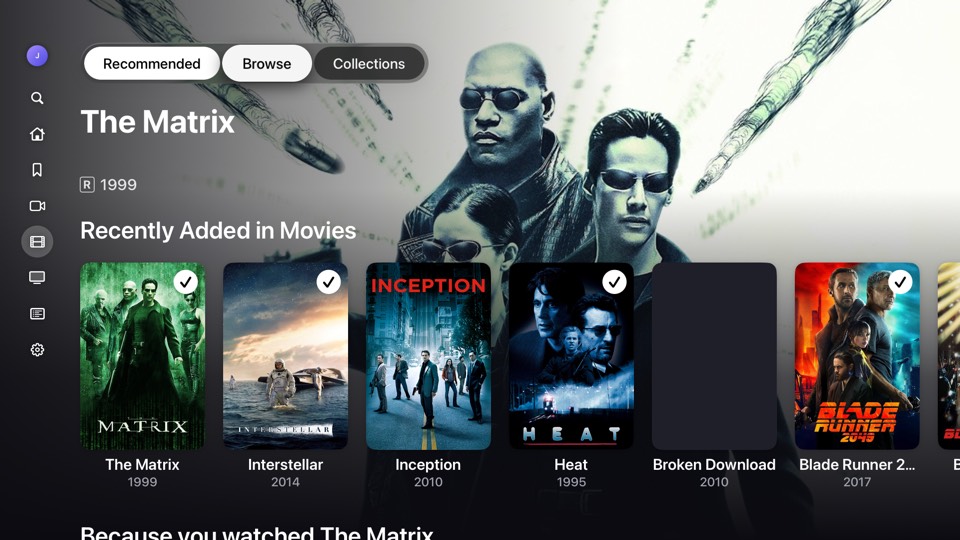 J
Recommended
Browse
Collections
The Matrix
R 1999
Recently Added in Movies
MATRIX
INTERSTELLAR
INCEPTION
HEAT
BLADE
RUNNER
2049
The Matrix
1999
Interstellar
2014
Inception
2010
Heat
1995
Broken Download
2010
Blade Runner 2...
2017
Because you watched The Matrix